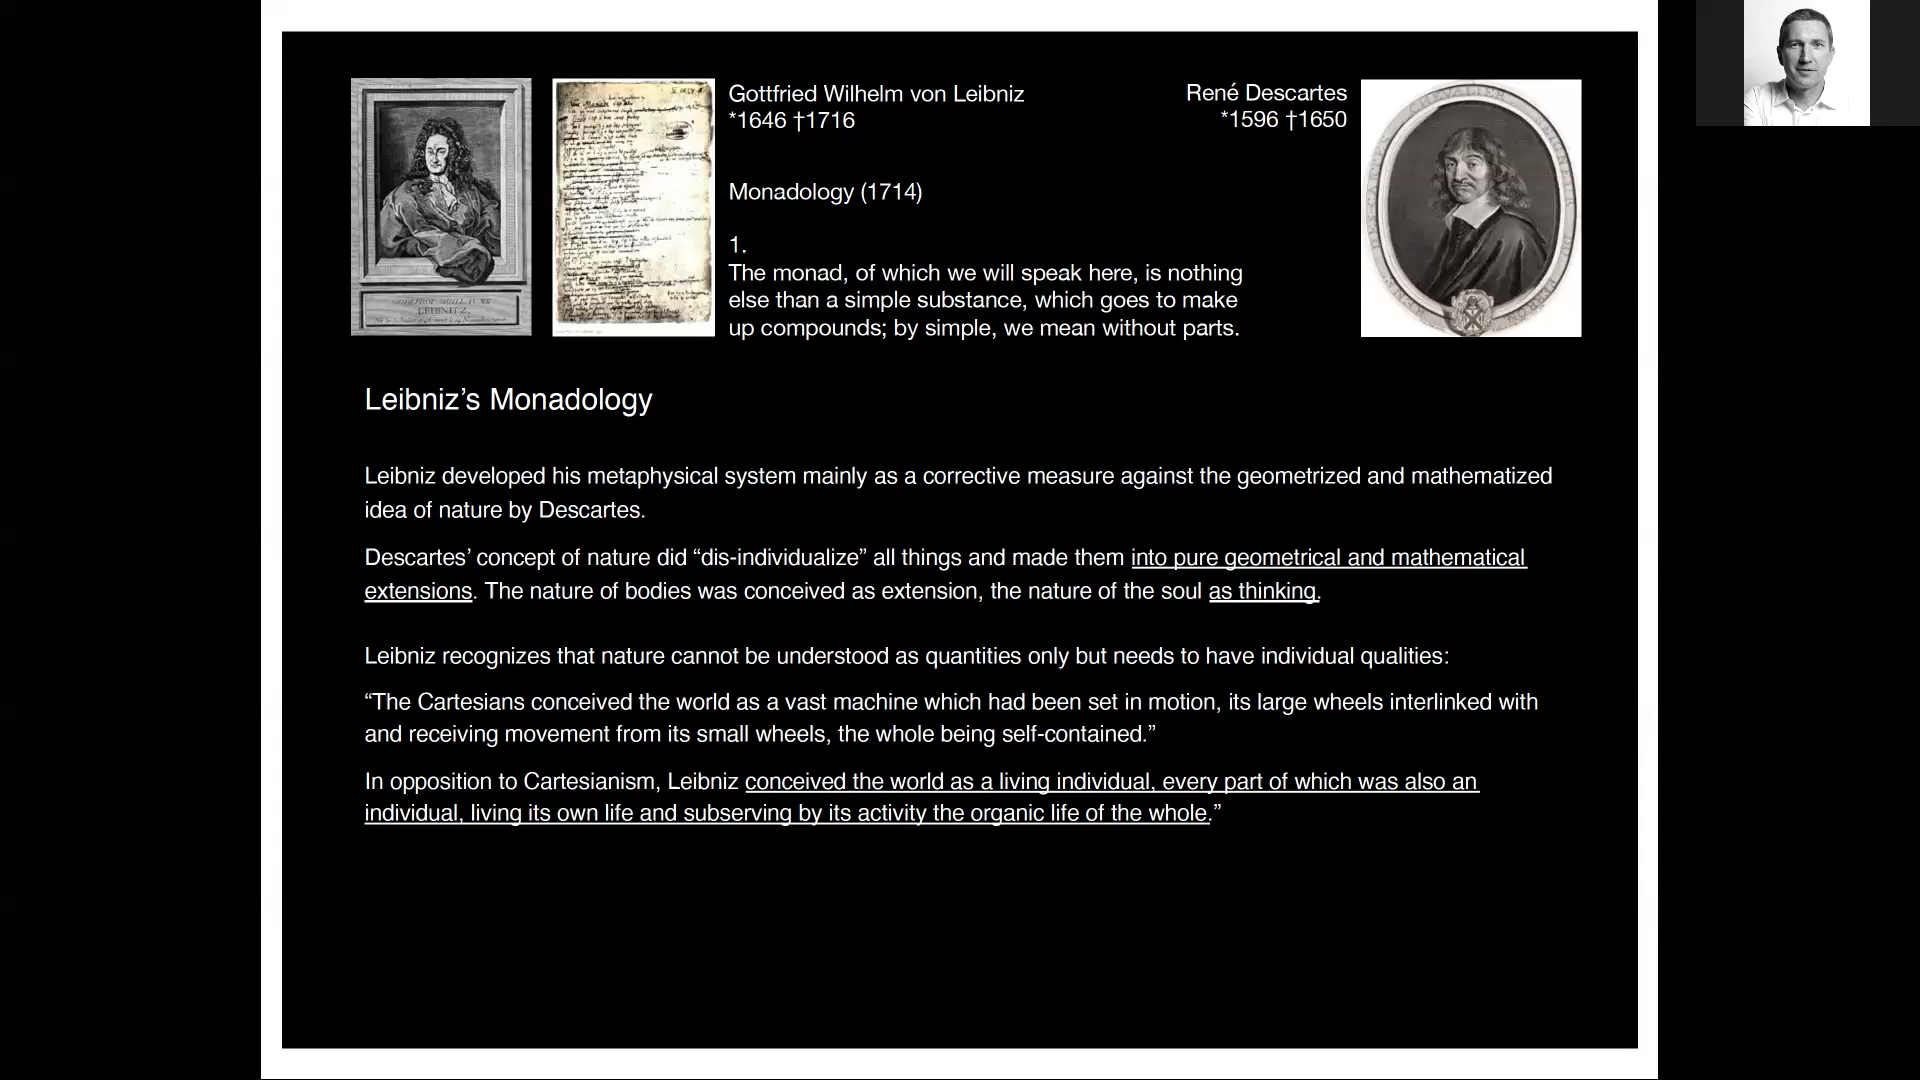 Gottfried Wilhelm von Leibniz
*1646 †1716
René Descartes
*1596 †1650
Monadology (1714)
1.
The monad, of which we will speak here, is nothing
else than a simple substance, which goes to make
up compounds; by simple, we mean without parts.
LEIBNITZ,
Leibniz’s Monadology
Leibniz developed his metaphysical system mainly as a corrective measure against the geometrized and mathematized
idea of nature by Descartes.
Descartes’ concept of nature did “dis-individualize” all things and made them into pure geometrical and mathematical
extensions. The nature of bodies was conceived as extension, the nature of the soul as thinking.
Leibniz recognizes that nature cannot be understood as quantities only but needs to have individual qualities:
“The Cartesians conceived the world as a vast machine which had been set in motion, its large wheels interlinked with
and receiving movement from its small wheels, the whole being self-contained.”
In opposition to Cartesianism, Leibniz conceived the world as a living individual, every part of which was also an
individual, living its own life and subserving by its activity the organic life of the whole.”